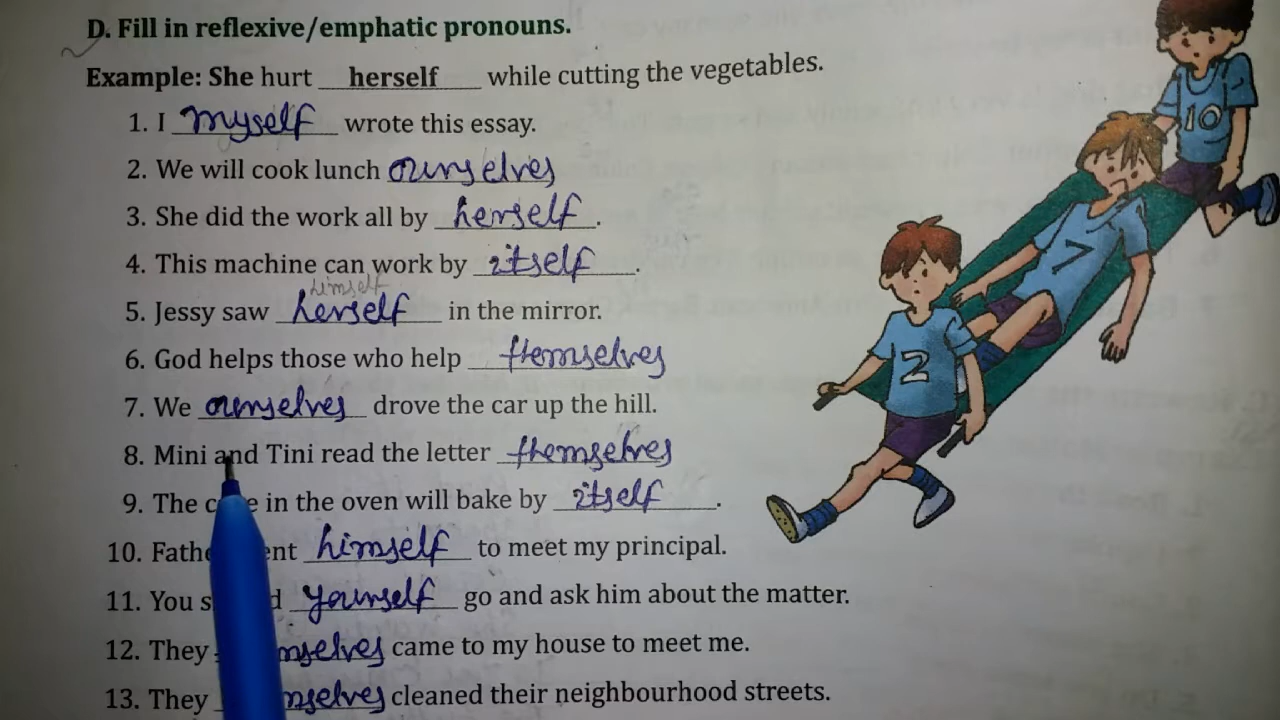 D. Fill in reflexive/emphatic pronouns.
Example: She hurt herself while cutting the vegetables.
1. I myself wrote this essay.
2. We will cook lunch ourselves
3. She did the work all by herself.
4. This machine can work by itself.
himself
5. Jessy saw herself in the mirror.
6. God helps those who help themselves
7. We ourselves drove the car up the hill.
8. Mini and Tini read the letter themselves
9. The in the oven will bake by itself.
10. himself to meet my principal.
11. You yourself go and ask him about the matter.
12. They came to my house to meet me.
13. They cleaned their neighbourhood streets.
10
7
2